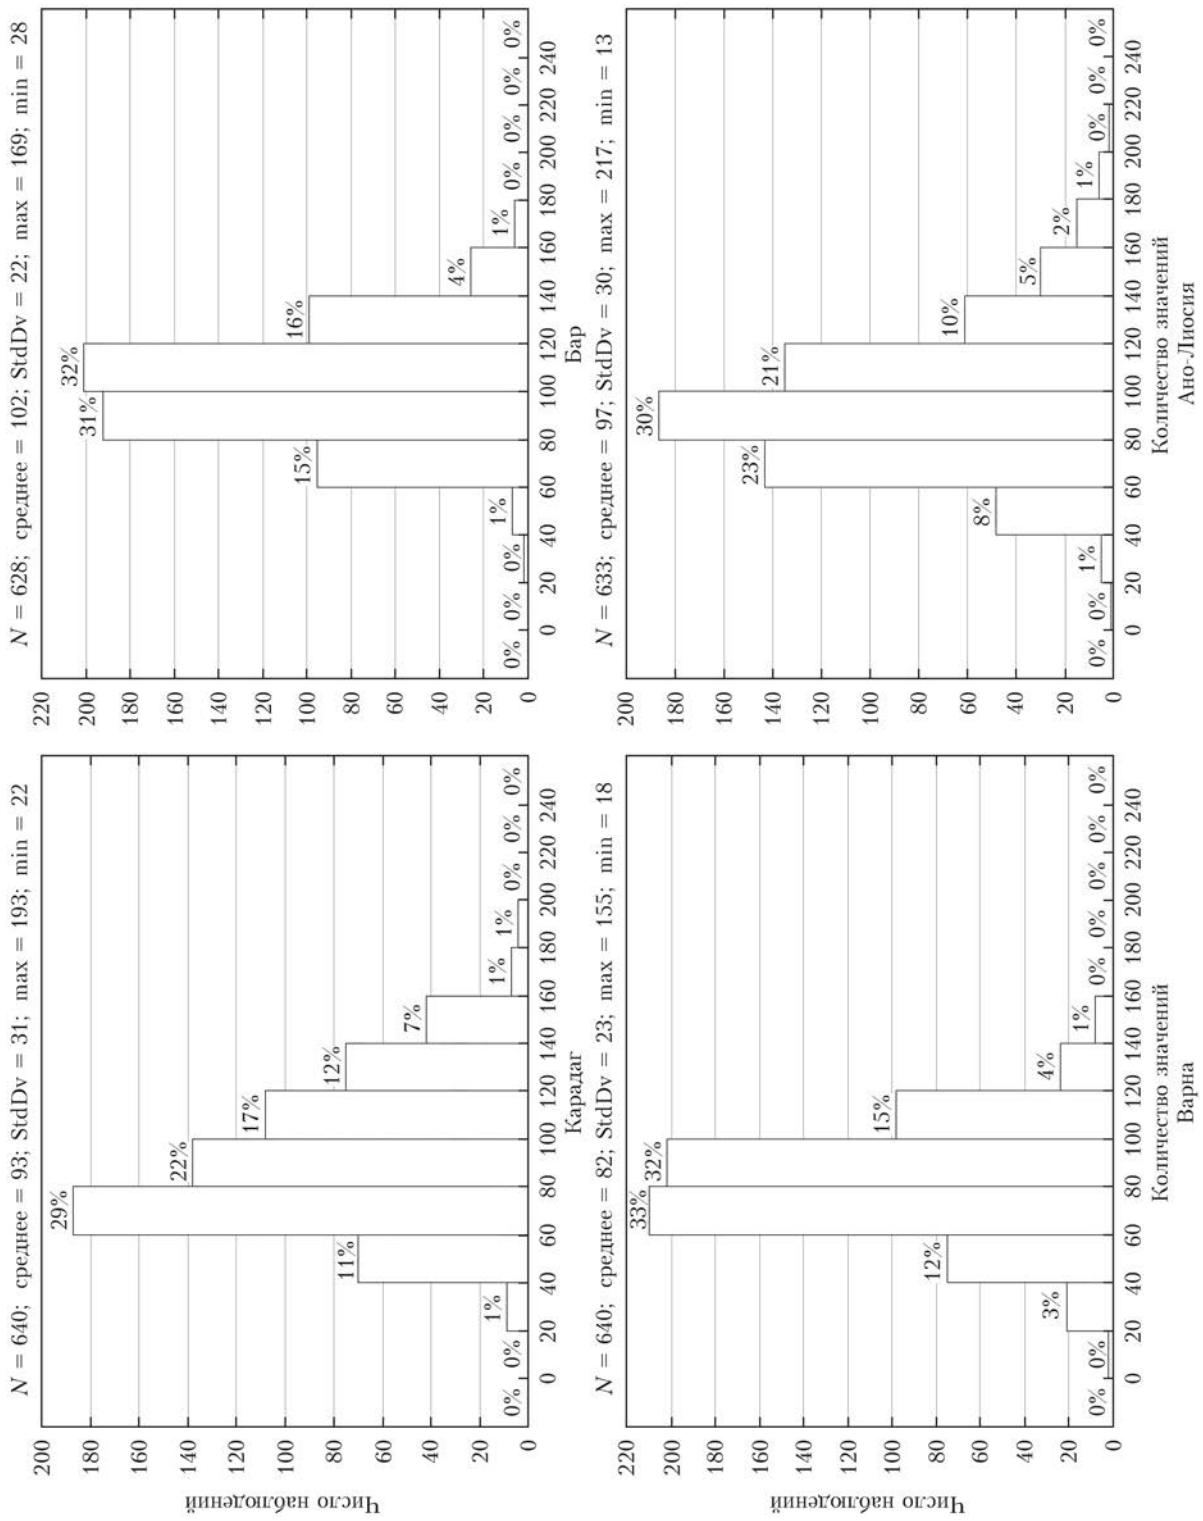 N = 640; среднее = 93; StdDv = 31; max = 193; min = 22
Число наблюдений
200
180
160
140
120
100
80
60
40
20
0
0% 0% 1% 11% 29% 22% 17% 12% 7% 1% 1% 0% 0% 0%
0 20 40 60 80 100 120 140 160 180 200 220 240
Карадаг
N = 628; среднее = 102; StdDv = 22; max = 169; min = 28
220
200
180
160
140
120
100
80
60
40
20
0
0% 0% 0% 1% 15% 31% 32% 16% 4% 1% 0% 0% 0% 0%
0 20 40 60 80 100 120 140 160 180 200 220 240
Бар
N = 640; среднее = 82; StdDv = 23; max = 155; min = 18
Число наблюдений
220
200
180
160
140
120
100
80
60
40
20
0
0% 0% 3% 12% 33% 32% 15% 4% 1% 0% 0% 0% 0% 0%
0 20 40 60 80 100 120 140 160 180 200 220 240
Количество значений
Варна
N = 633; среднее = 97; StdDv = 30; max = 217; min = 13
200
180
160
140
120
100
80
60
40
20
0
0% 0% 1% 8% 23% 30% 21% 10% 5% 2% 1% 0% 0% 0%
0 20 40 60 80 100 120 140 160 180 200 220 240
Количество значений
Ано-Лиосия